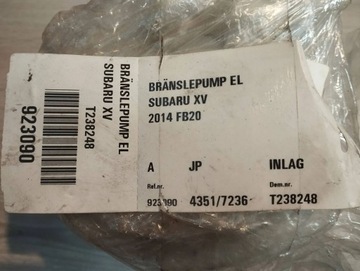 BRÄNSLEPUMP EL
SUBARU XV
T238248
923090
BRÄNSLEPUMP EL
SUBARU XV
2014 FB20
A JP INLAG
Ref.nr. Dem.nr.
923090 4351/7236- T238248